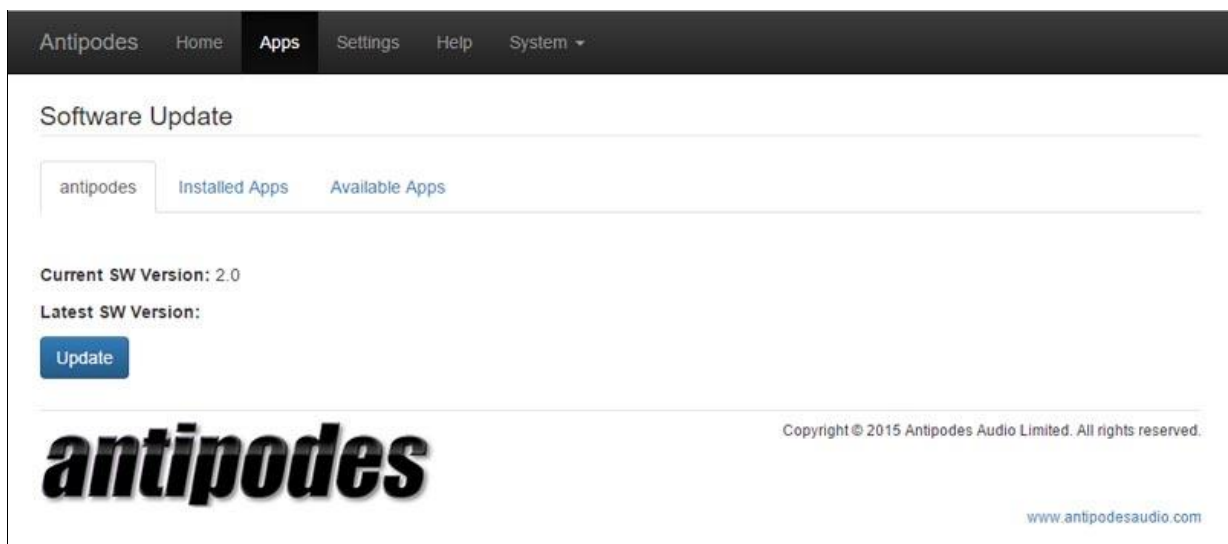 Antipodes Home Apps Settings Help System
Software Update
antipodes Installed Apps Available Apps
Current SW Version: 2.0
Latest SW Version:
Update
antipodes
Copyright © 2015 Antipodes Audio Limited. All rights reserved.
www.antipodesaudio.com